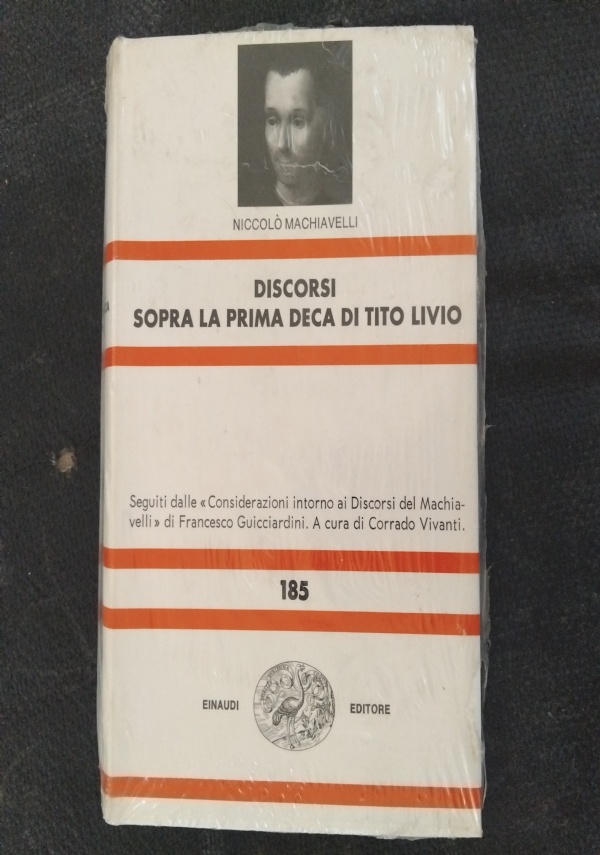 NICCOLÒ MACHIAVELLI
DISCORSI
SOPRA LA PRIMA DECA DI TITO LIVIO
Seguiti dalle «Considerazioni intorno ai Discorsi del Machia-
velli» di Francesco Guicciardini. A cura di Corrado Vivanti.
185
EINAUDI EDITORE